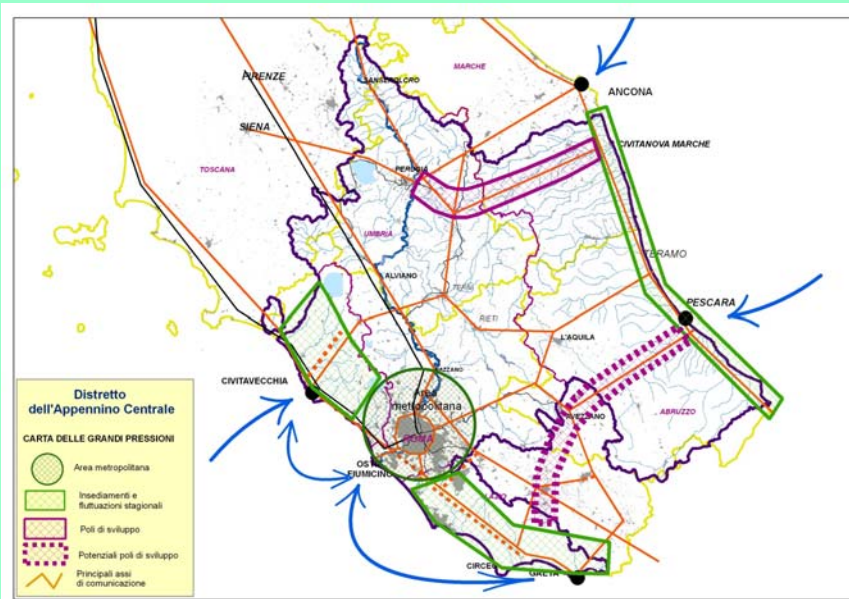 FIRENZE
SANSEPOLCRO
MARCHE
ANCONA
SIENA
CIVITANOVA MARCHE
TOSCANA
PERUGIA
UMBRIA
TERAMO
ALVIANO
TERNI
RIETI
PESCARA
L'AQUILA
CIVITAVECCHIA
Area
metropolitana
AVEZZANO
ABRUZZO
ROMA
FIUMICINO
LAZIO
CIRCEO
GAETA
Distretto
dell'Appennino Centrale
CARTA DELLE GRANDI PRESSIONI
Area metropolitana
Insediamenti e
fluttuazioni stagionali
Poli di sviluppo
Potenziali poli di sviluppo
Principali assi
di comunicazione